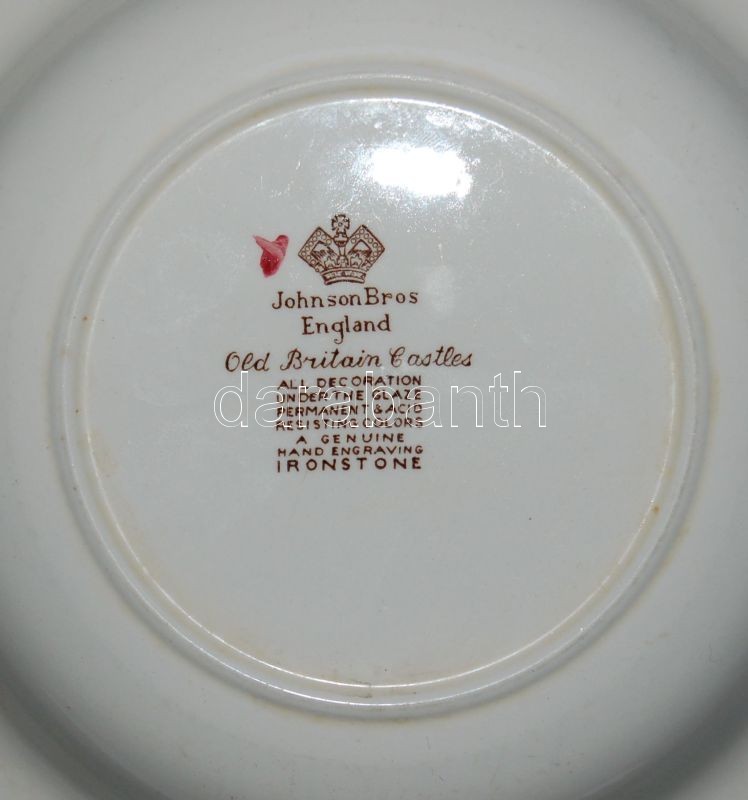 Johnson Bros
England
Old Britain Castles
ALL DECORATION
UNDER THE GLAZE
PERMANENT & ACID
RESISTING COLORS
A GENUINE
HAND ENGRAVING
IRONSTONE
darabanth